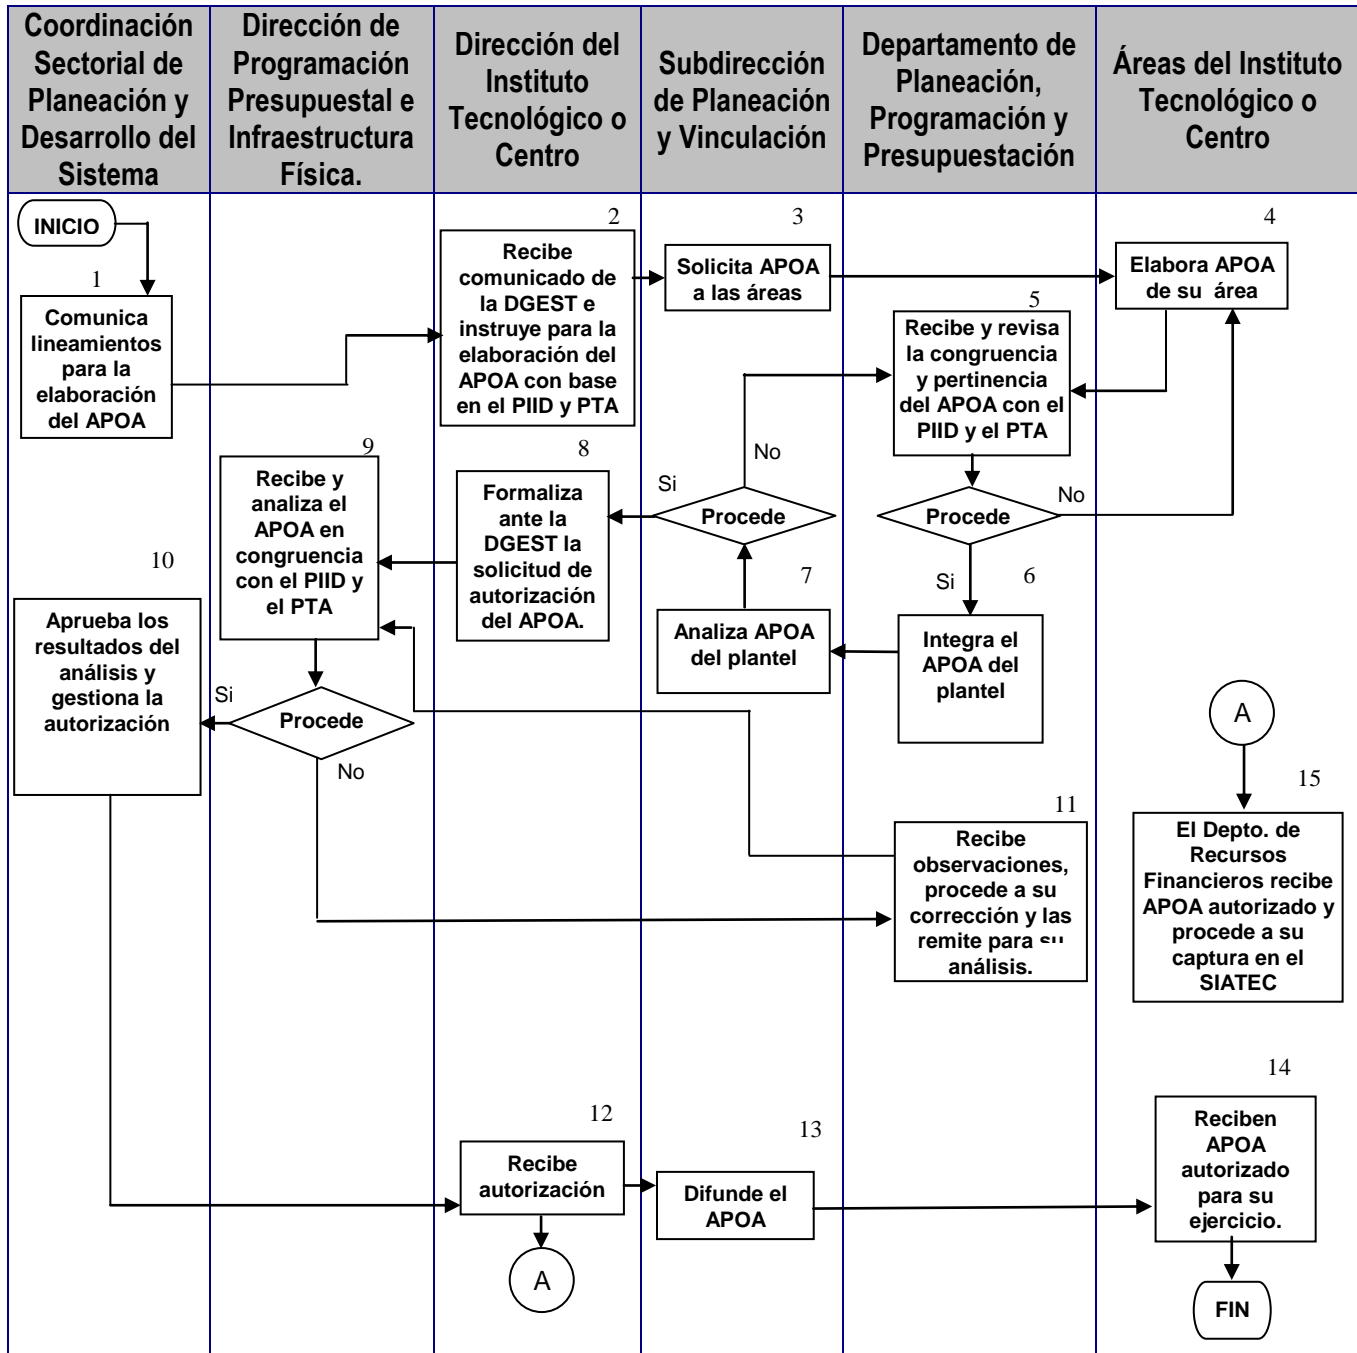 Coordinación
Sectorial de
Planeación y
Desarrollo del
Sistema
Dirección de
Programación
Presupuestal e
Infraestructura
Física.
Dirección del
Instituto
Tecnológico o
Centro
Subdirección
de Planeación
y Vinculación
Departamento de
Planeación,
Programación y
Presupuestación
Áreas del Instituto
Tecnológico o
Centro
INICIO
1
Comunica
lineamientos
para la
elaboración
del APOA
2
Recibe
comunicado de
la DGEST e
instruye para la
elaboración del
APOA con base
en el PIID y PTA
3
Solicita APOA
a las áreas
4
Elabora APOA
de su área
5
Recibe y revisa
la congruencia
y pertinencia
del APOA con el
PIID y el PTA
Procede
No
Si
6
Integra el
APOA del
plantel
7
Analiza APOA
del plantel
Procede
No
Si
8
Formaliza
ante la
DGEST la
solicitud de
autorización
del APOA.
9
Recibe y
analiza el
APOA en
congruencia
con el PIID y
el PTA
Procede
Si
No
10
Aprueba los
resultados del
análisis y
gestiona la
autorización
11
Recibe
observaciones,
procede a su
corrección y las
remite para su
análisis.
12
Recibe
autorización
A
13
Difunde el
APOA
14
Reciben
APOA
autorizado
para su
ejercicio.
FIN
A
15
El Depto. de
Recursos
Financieros recibe
APOA autorizado y
procede a su
captura en el
SIATEC